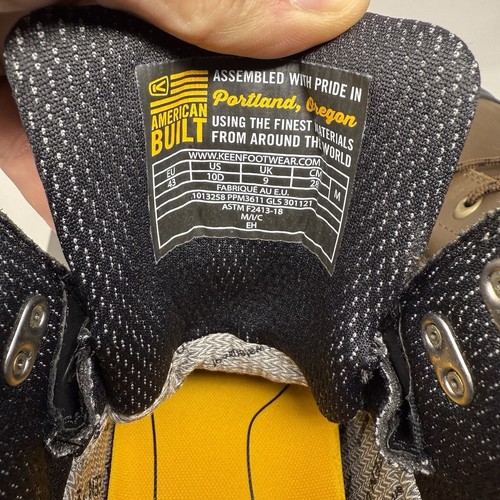 ASSEMBLED WITH PRIDE IN
Portland, Oregon
AMERICAN
BUILT
USING THE FINEST MATERIALS
FROM AROUND THE WORLD
WWW.KEENFOOTWEAR.COM
EU US UK CM
43 10D 9 28 M
FABRIQUÉ AU E.U.
1013258 PPM3611 GLS 301121
ASTM F2413-18
M/I/C
EH